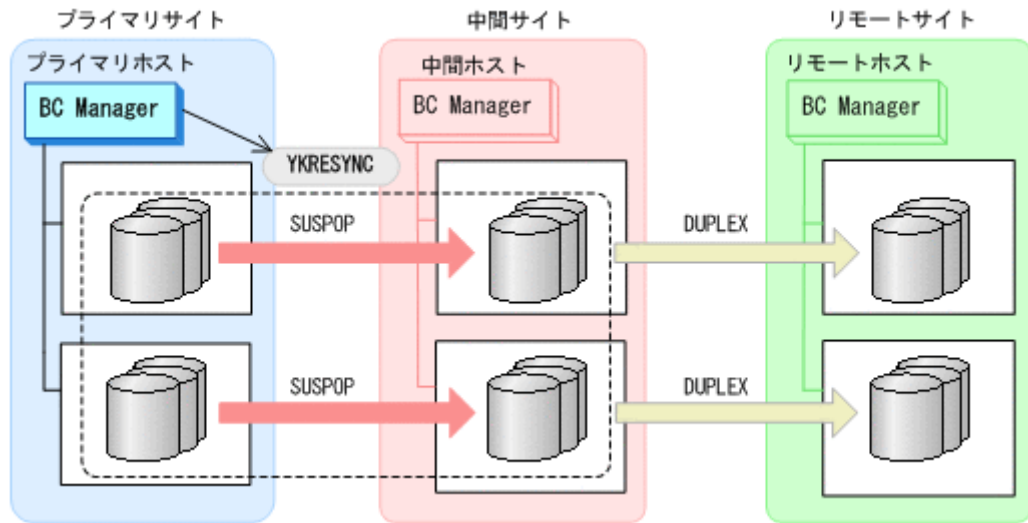 プライマリサイト
中間サイト
リモートサイト
プライマリホスト
中間ホスト
リモートホスト
BC Manager
BC Manager
BC Manager
YKRESYNC
SUSPOP
DUPLEX
SUSPOP
DUPLEX